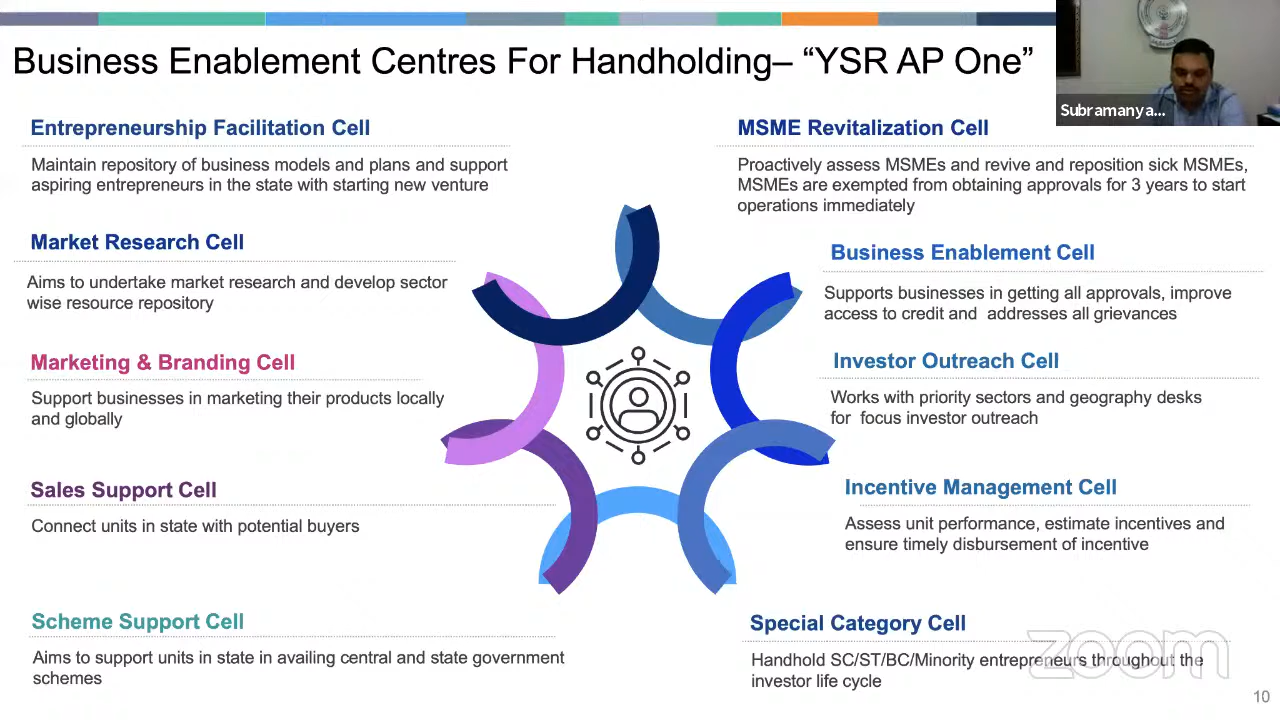 Business Enablement Centres For Handholding– “YSR AP One”
Subramanya...
Entrepreneurship Facilitation Cell
Maintain repository of business models and plans and support
aspiring entrepreneurs in the state with starting new venture
Market Research Cell
Aims to undertake market research and develop sector
wise resource repository
Marketing & Branding Cell
Support businesses in marketing their products locally
and globally
Sales Support Cell
Connect units in state with potential buyers
Scheme Support Cell
Aims to support units in state in availing central and state government
schemes
MSME Revitalization Cell
Proactively assess MSMEs and revive and reposition sick MSMEs,
MSMEs are exempted from obtaining approvals for 3 years to start
operations immediately
Business Enablement Cell
Supports businesses in getting all approvals, improve
access to credit and  addresses all grievances
Investor Outreach Cell
Works with priority sectors and geography desks
for  focus investor outreach
Incentive Management Cell
Assess unit performance, estimate incentives and
ensure timely disbursement of incentive
Special Category Cell
Handhold SC/ST/BC/Minority entrepreneurs throughout the
investor life cycle
zoom
10